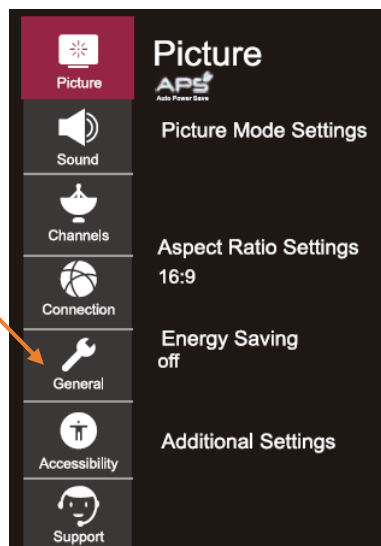 Picture
Sound
Channels
Connection
General
Accessibility
Support
Picture
APS
Auto Power Save
Picture Mode Settings
Aspect Ratio Settings
16:9
Energy Saving
off
Additional Settings